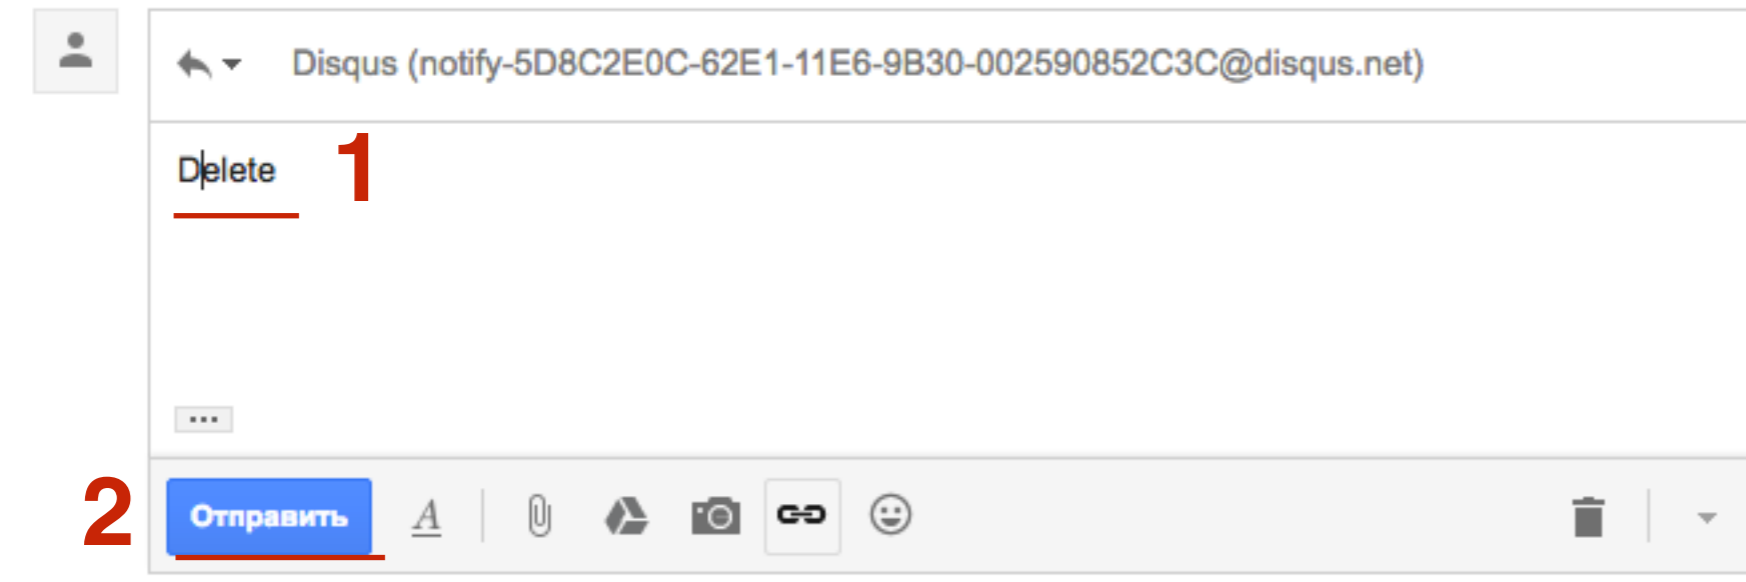 Disqus (notify-5D8C2E0C-62E1-11E6-9B30-002590852C3C@disqus.net)
Delete 1
2 Отправить A